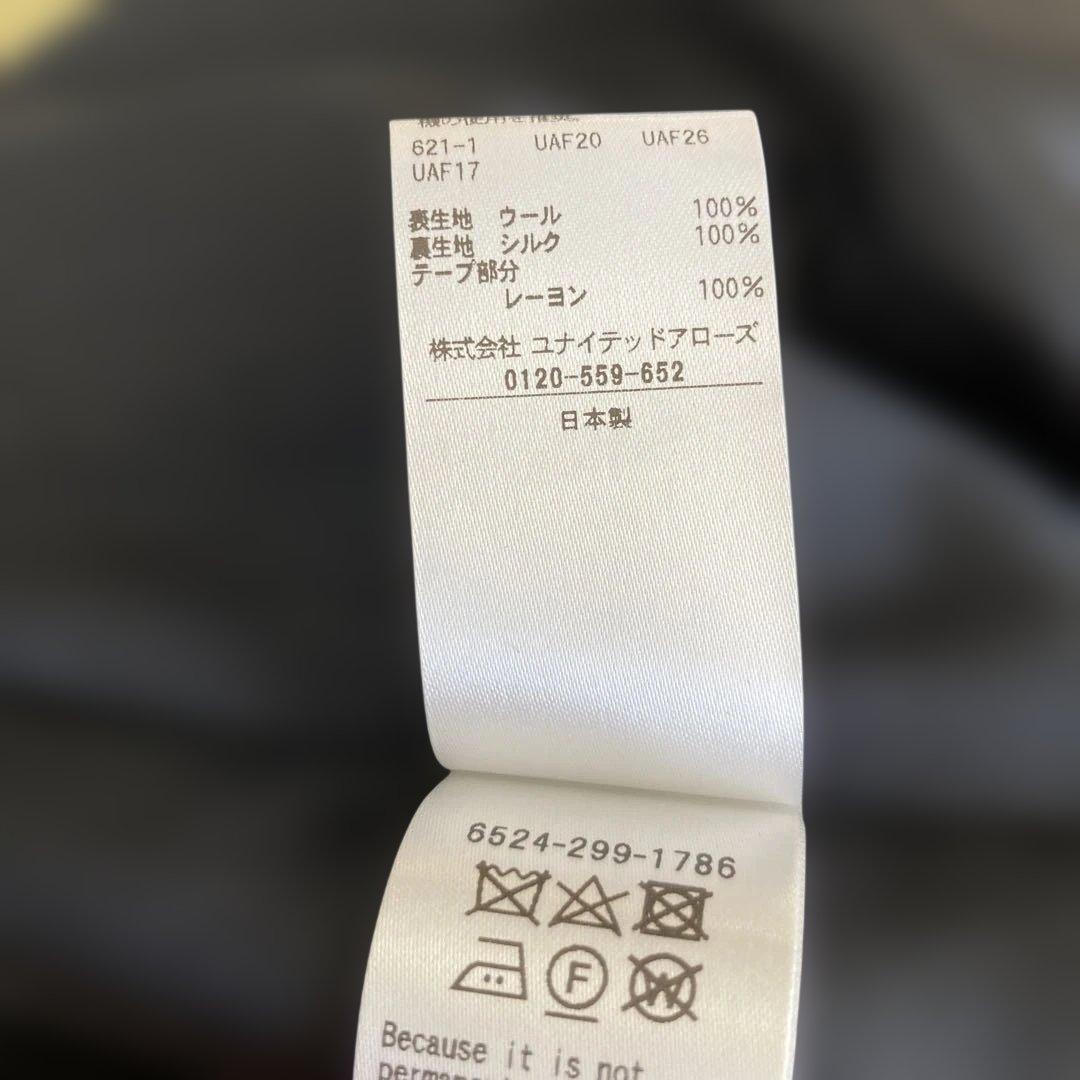 621-1 UAF20 UAF26
UAF17
表生地 ウール 100%
裏生地 シルク 100%
テープ部分
レーヨン 100%
株式会社 ユナイテッドアローズ
0120-559-652
日本製
6524-299-1786
F
W
Because it is not